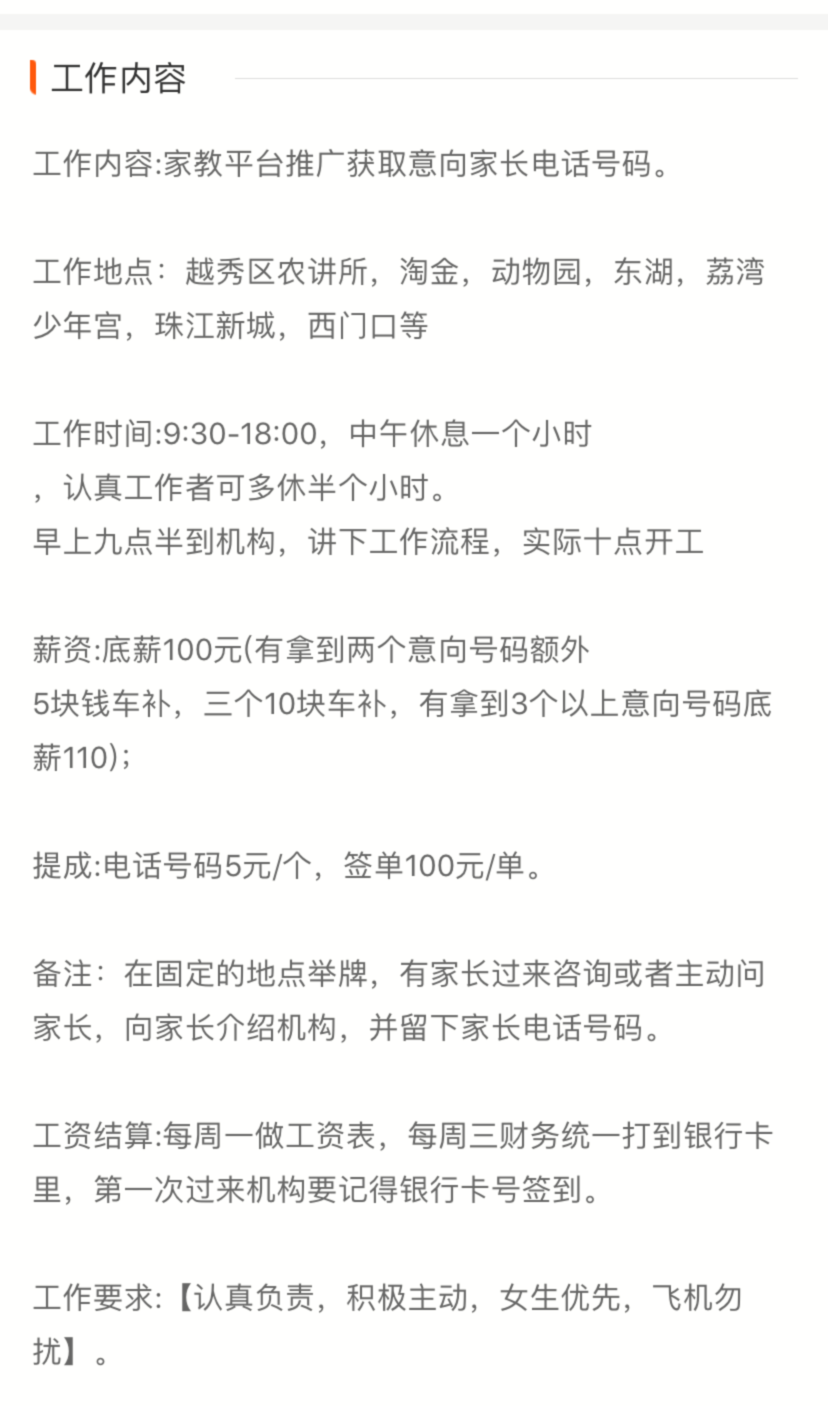 工作内容
工作内容:家教平台推广获取意向家长电话号码。
工作地点：越秀区农讲所，淘金，动物园，东湖，荔湾
少年宫，珠江新城，西门口等
工作时间:9:30-18:00，中午休息一个小时
，认真工作者可多休半个小时。
早上九点半到机构，讲下工作流程，实际十点开工
薪资:底薪100元(有拿到两个意向号码额外
5块钱车补，三个10块车补，有拿到3个以上意向号码底
薪110)；
提成:电话号码5元/个，签单100元/单。
备注：在固定的地点举牌，有家长过来咨询或者主动问
家长，向家长介绍机构，并留下家长电话号码。
工资结算:每周一做工资表，每周三财务统一打到银行卡
里，第一次过来机构要记得银行卡号签到。
工作要求:【认真负责，积极主动，女生优先，飞机勿
扰】。